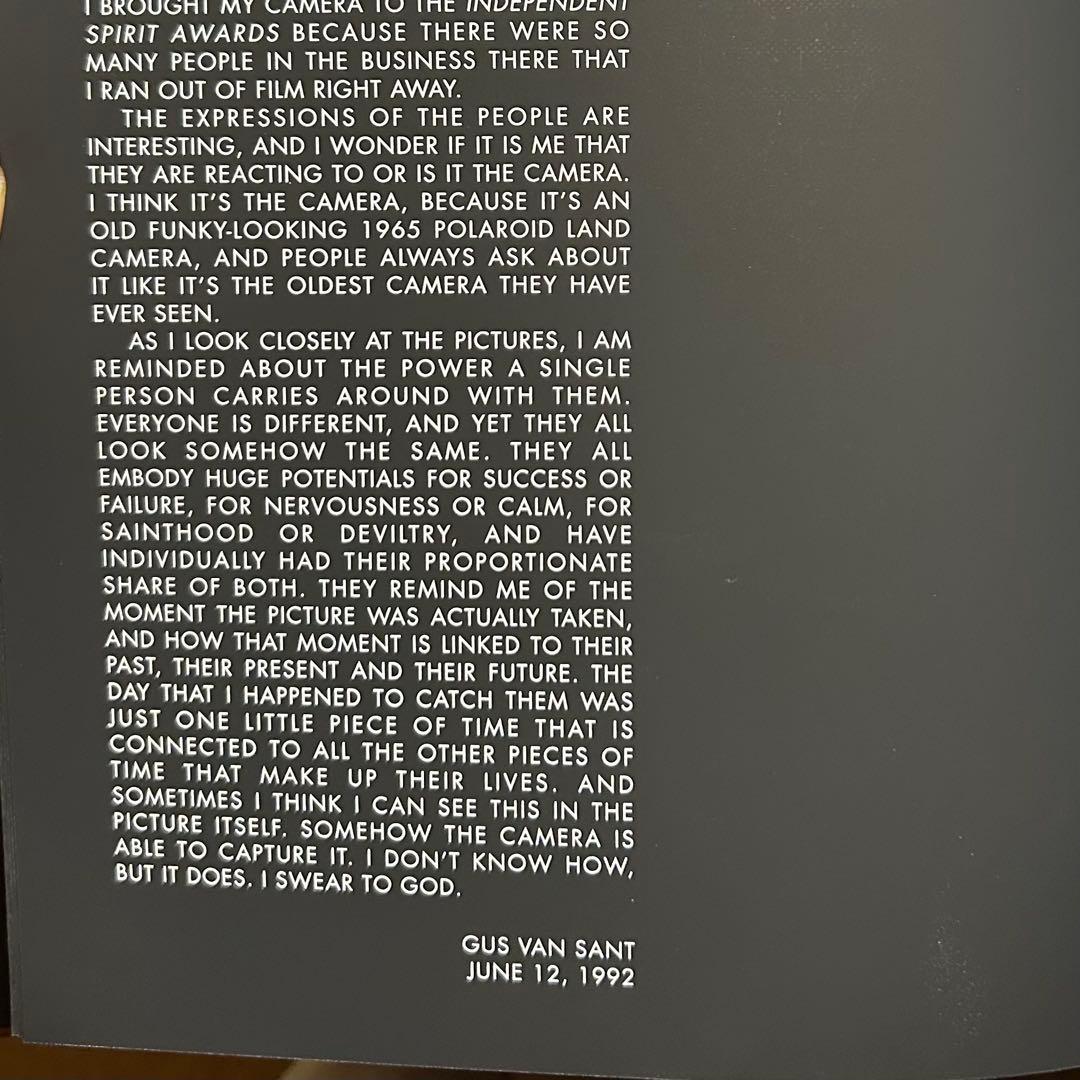 I BROUGHT MY CAMERA TO THE INDEPENDENT
SPIRIT AWARDS BECAUSE THERE WERE SO
MANY PEOPLE IN THE BUSINESS THERE THAT
I RAN OUT OF FILM RIGHT AWAY.
THE EXPRESSIONS OF THE PEOPLE ARE
INTERESTING, AND I WONDER IF IT IS ME THAT
THEY ARE REACTING TO OR IS IT THE CAMERA.
I THINK IT'S THE CAMERA, BECAUSE IT'S AN
OLD FUNKY-LOOKING 1965 POLAROID LAND
CAMERA, AND PEOPLE ALWAYS ASK ABOUT
IT LIKE IT'S THE OLDEST CAMERA THEY HAVE
EVER SEEN.
AS I LOOK CLOSELY AT THE PICTURES, I AM
REMINDED ABOUT THE POWER A SINGLE
PERSON CARRIES AROUND WITH THEM.
EVERYONE IS DIFFERENT, AND YET THEY ALL
LOOK SOMEHOW THE SAME. THEY ALL
EMBODY HUGE POTENTIALS FOR SUCCESS OR
FAILURE, FOR NERVOUSNESS OR CALM, FOR
SAINTHOOD OR DEVILTRY, AND HAVE
INDIVIDUALLY HAD THEIR PROPORTIONATE
SHARE OF BOTH. THEY REMIND ME OF THE
MOMENT THE PICTURE WAS ACTUALLY TAKEN,
AND HOW THAT MOMENT IS LINKED TO THEIR
PAST, THEIR PRESENT AND THEIR FUTURE. THE
DAY THAT I HAPPENED TO CATCH THEM WAS
JUST ONE LITTLE PIECE OF TIME THAT IS
CONNECTED TO ALL THE OTHER PIECES OF
TIME THAT MAKE UP THEIR LIVES. AND
SOMETIMES I THINK I CAN SEE THIS IN THE
PICTURE ITSELF. SOMEHOW THE CAMERA IS
ABLE TO CAPTURE IT. I DON'T KNOW HOW,
BUT IT DOES. I SWEAR TO GOD.
GUS VAN SANT
JUNE 12, 1992